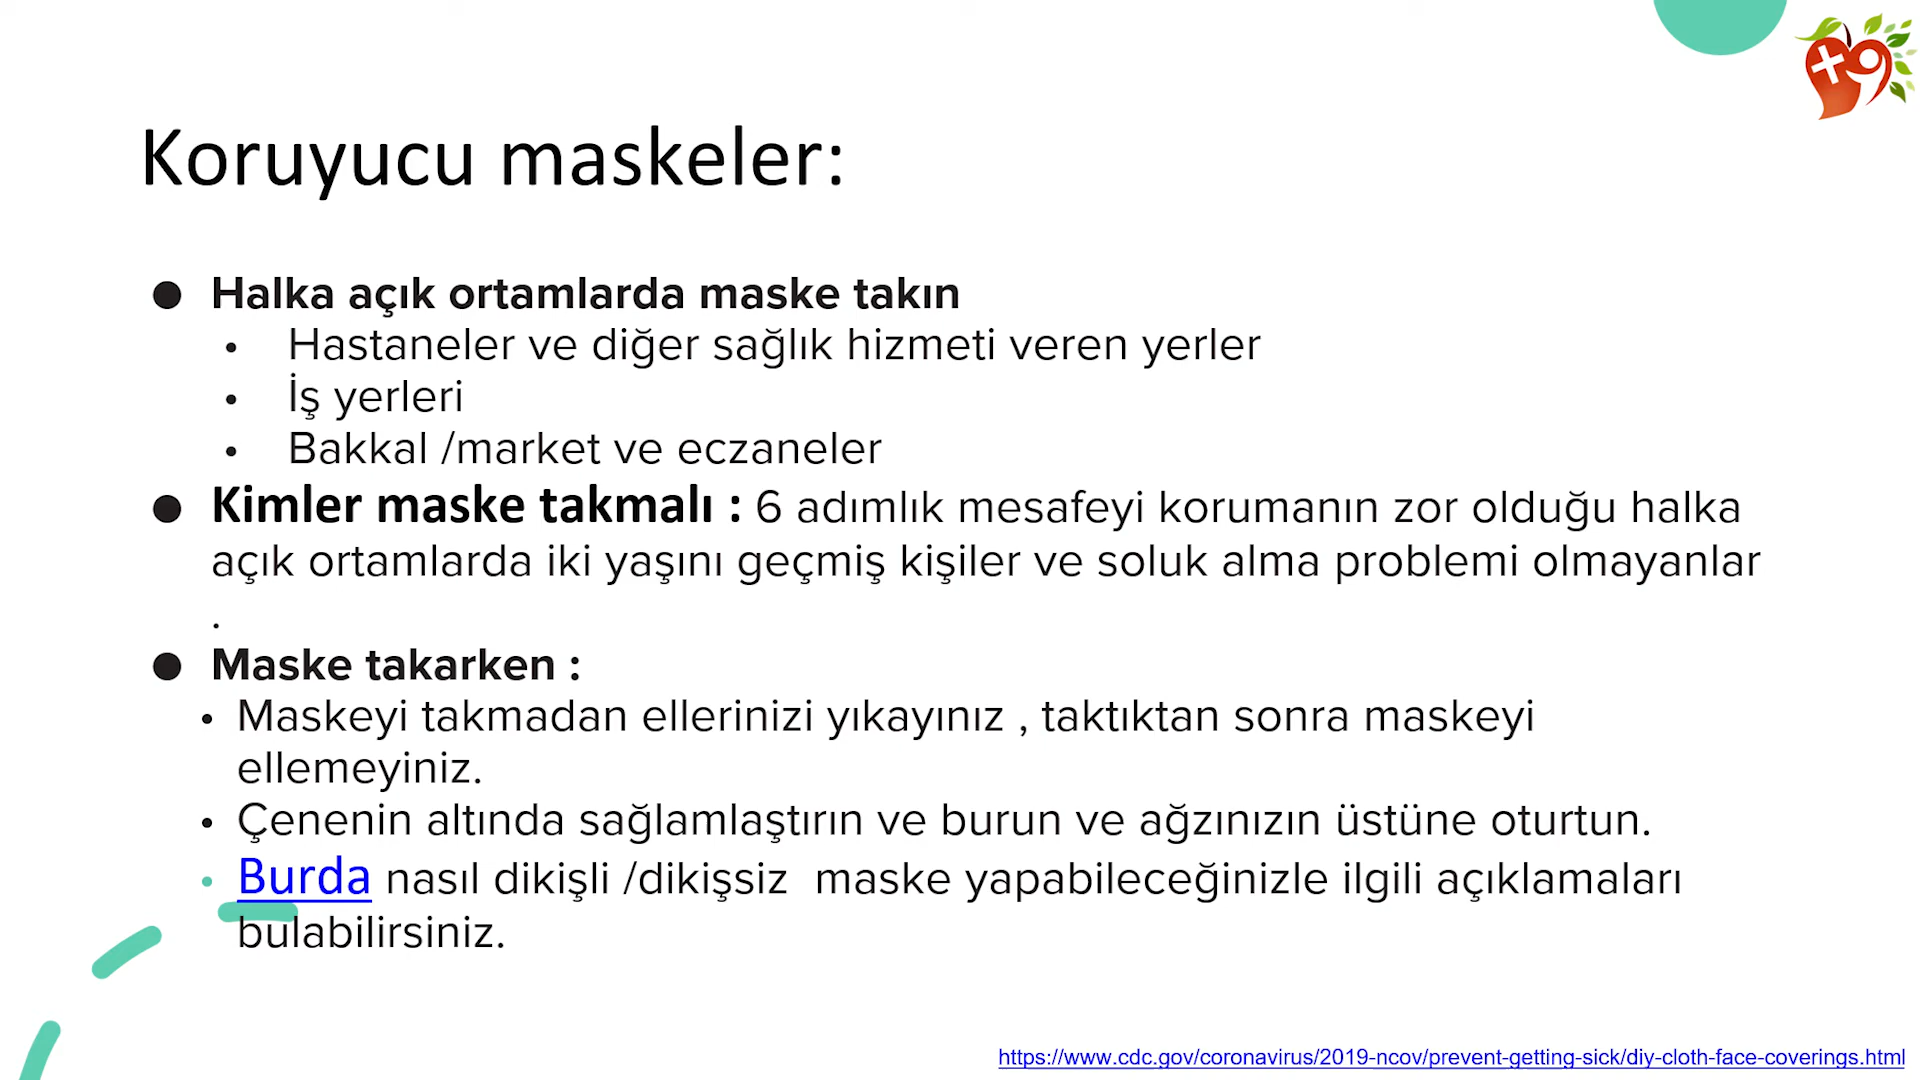 Koruyucu maskeler:
● Halka açık ortamlarda maske takın
• Hastaneler ve diğer sağlık hizmeti veren yerler
• İş yerleri
• Bakkal /market ve eczaneler
● Kimler maske takmalı : 6 adımlık mesafeyi korumanın zor olduğu halka
açık ortamlarda iki yaşını geçmiş kişiler ve soluk alma problemi olmayanlar
.
● Maske takarken :
• Maskeyi takmadan ellerinizi yıkayınız , taktıktan sonra maskeyi
ellemeyiniz.
• Çenenin altında sağlamlaştırın ve burun ve ağzınızın üstüne oturtun.
• Burda nasıl dikişli /dikişsiz  maske yapabileceğinizle ilgili açıklamaları
bulabilirsiniz.
https://www.cdc.gov/coronavirus/2019-ncov/prevent-getting-sick/diy-cloth-face-coverings.html